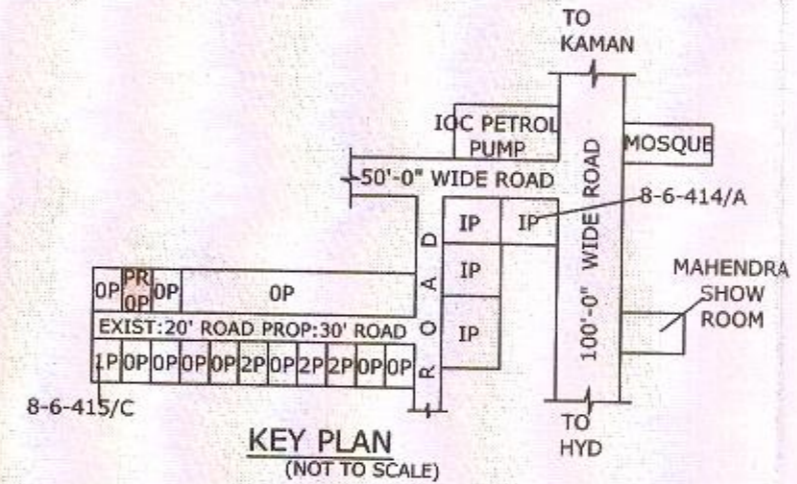 TO
KAMAN
IOC PETROL
PUMP
MOSQUE
50'-0" WIDE ROAD
8-6-414/A
IP
IP
IP
IP
ROAD
100'-0" WIDE ROAD
MAHENDRA
SHOW
ROOM
0P
PR
0P
0P
0P
EXIST:20' ROAD PROP:30' ROAD
1P 0P 0P 0P 0P 2P 0P 2P 2P 0P 0P
8-6-415/C
TO
HYD
KEY PLAN
(NOT TO SCALE)